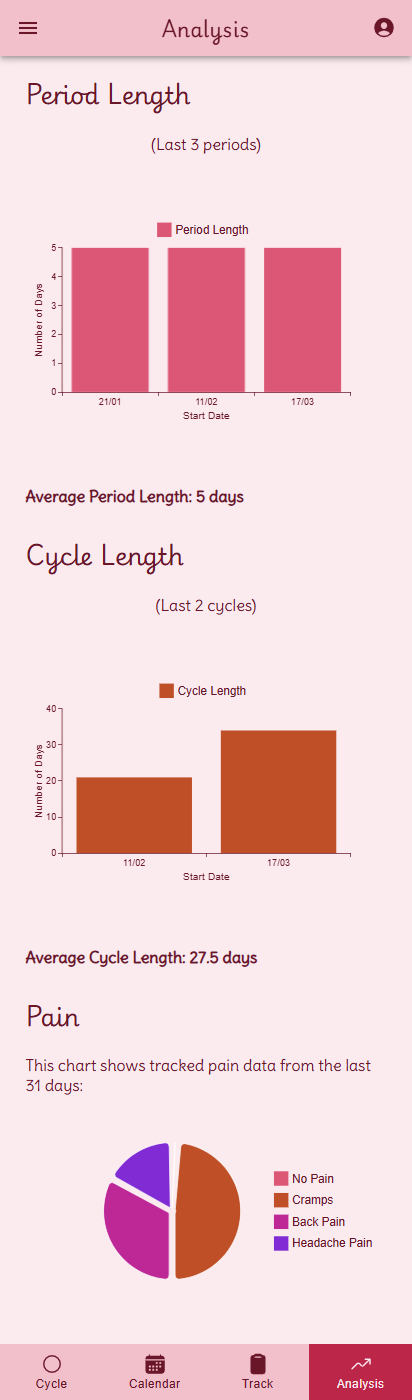 Analysis
Period Length
(Last 3 periods)
Period Length
Number of Days
5
4
3
2
1
0
21/01
11/02
17/03
Start Date
Average Period Length: 5 days
Cycle Length
(Last 2 cycles)
Cycle Length
Number of Days
40
30
20
10
0
11/02
17/03
Start Date
Average Cycle Length: 27.5 days
Pain
This chart shows tracked pain data from the last
31 days:
No Pain
Cramps
Back Pain
Headache Pain
Cycle
Calendar
Track
Analysis